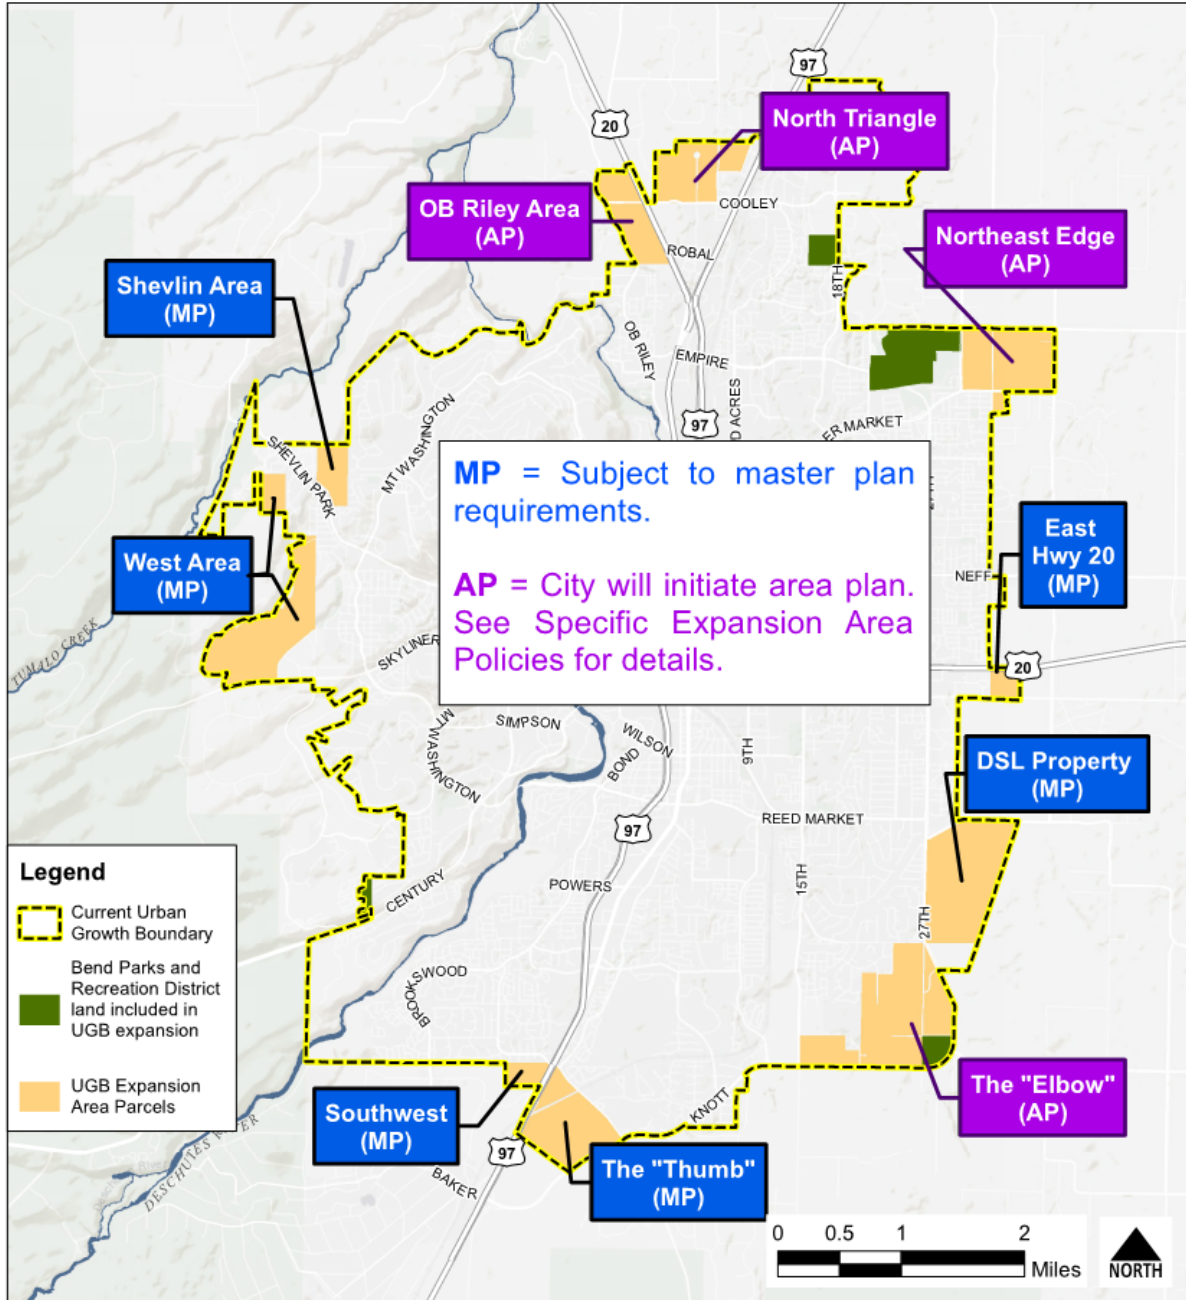 97
20
North Triangle
(AP)
OB Riley Area
(AP)
COOLEY
Northeast Edge
(AP)
ROBAL
Shevlin Area
(MP)
18TH
OB RILEY
EMPIRE
97
MT WASHINGTON
SHEVLIN PARK
MP = Subject to master plan
requirements.
AP = City will initiate area plan.
See Specific Expansion Area
Policies for details.
East
Hwy 20
(MP)
West Area
(MP)
NEFF
TUMALO CREEK
SKYLINER
20
MT WASHINGTON
SIMPSON
WILSON
BOND
9TH
DSL Property
(MP)
97
REED MARKET
Legend
Current Urban
Growth Boundary
Bend Parks and
Recreation District
land included in
UGB expansion
UGB Expansion
Area Parcels
CENTURY
POWERS
15TH
27TH
BROOKSWOOD
Southwest
(MP)
KNOTT
The "Elbow"
(AP)
DESCHUTES
97
BAKER
The "Thumb"
(MP)
0 0.5 1 2
Miles
NORTH